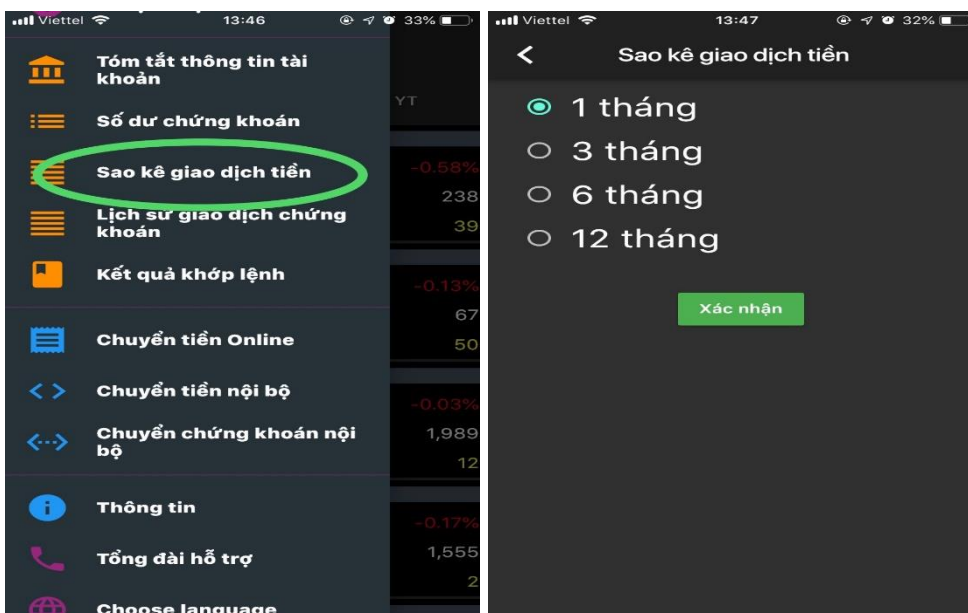 Viettel 13:46 33%
Tóm tắt thông tin tài
khoản
YT
Số dư chứng khoán
-0.58%
Sao kê giao dịch tiền
238
Lịch sử giao dịch chứng
khoán
39
Kết quả khớp lệnh
-0.13%
67
Chuyển tiền Online
50
Chuyển tiền nội bộ
-0.03%
Chuyển chứng khoán nội
bộ
1,989
12
Thông tin
-0.17%
Tổng đài hỗ trợ
1,555
2
Choose language
Viettel 13:47 32%
Sao kê giao dịch tiền
1 tháng
3 tháng
6 tháng
12 tháng
Xác nhận